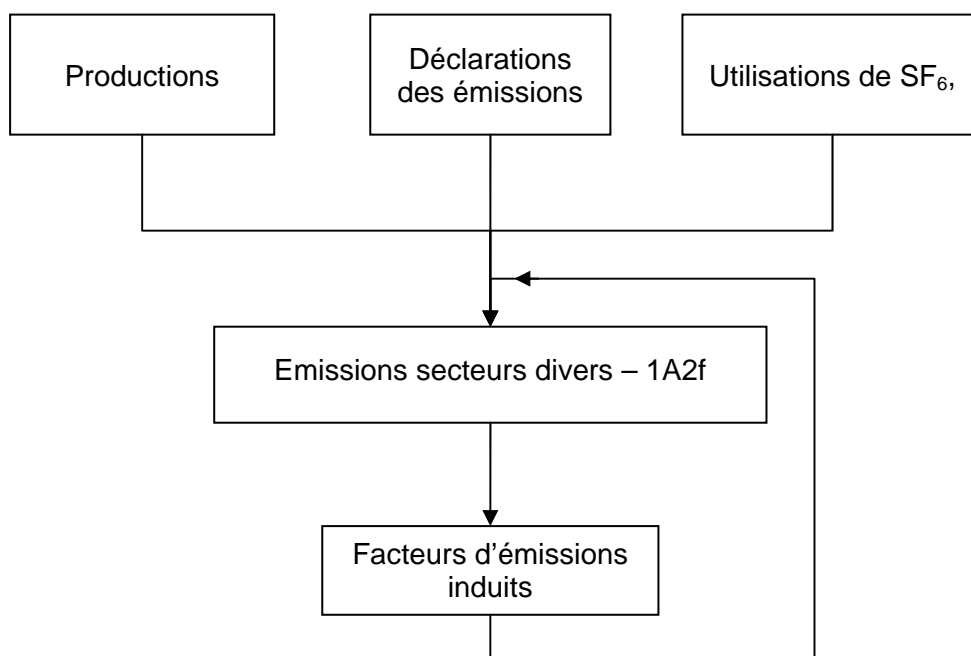 Productions
Déclarations
des émissions
Utilisations de SF₆,
Emissions secteurs divers – 1A2f
Facteurs d’émissions
induits